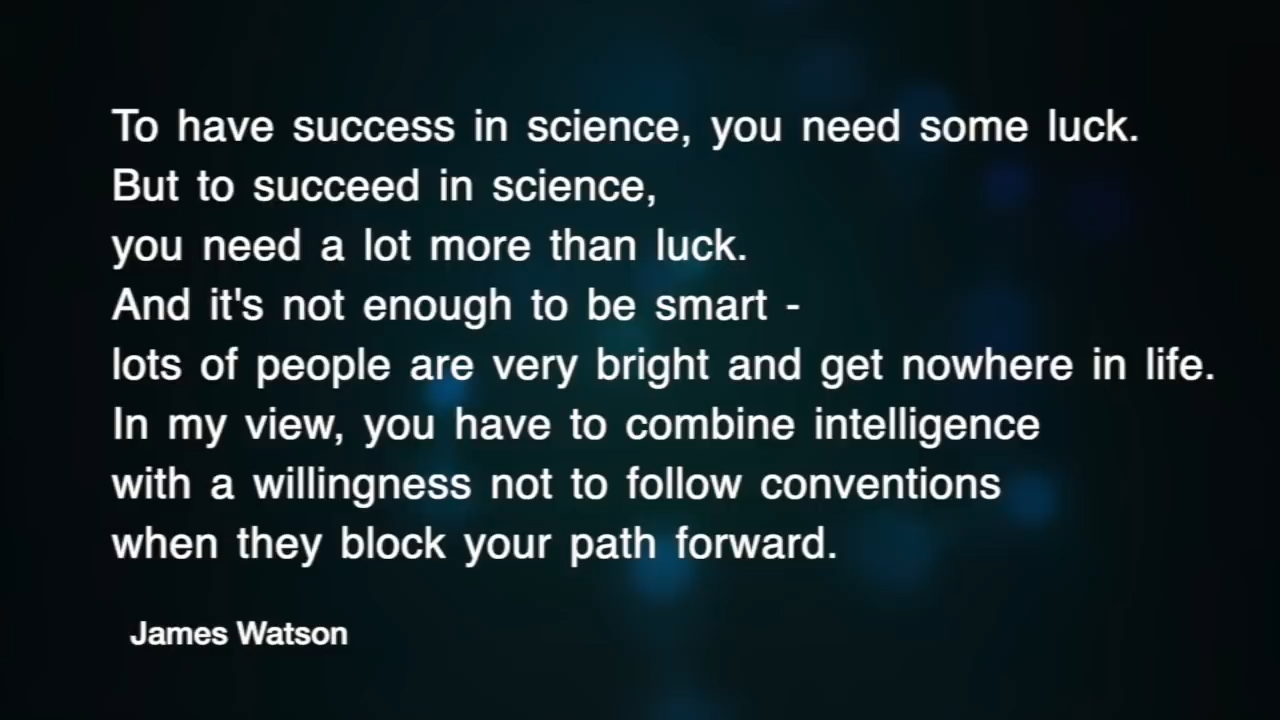 To have success in science, you need some luck.
But to succeed in science,
you need a lot more than luck.
And it's not enough to be smart -
lots of people are very bright and get nowhere in life.
In my view, you have to combine intelligence
with a willingness not to follow conventions
when they block your path forward.
James Watson